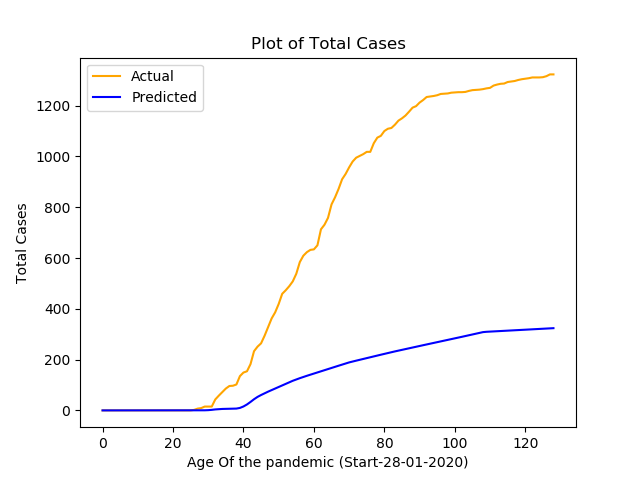 Plot of Total Cases
Actual
Predicted
Total Cases
1200
1000
800
600
400
200
0
0 20 40 60 80 100 120
Age Of the pandemic (Start-28-01-2020)